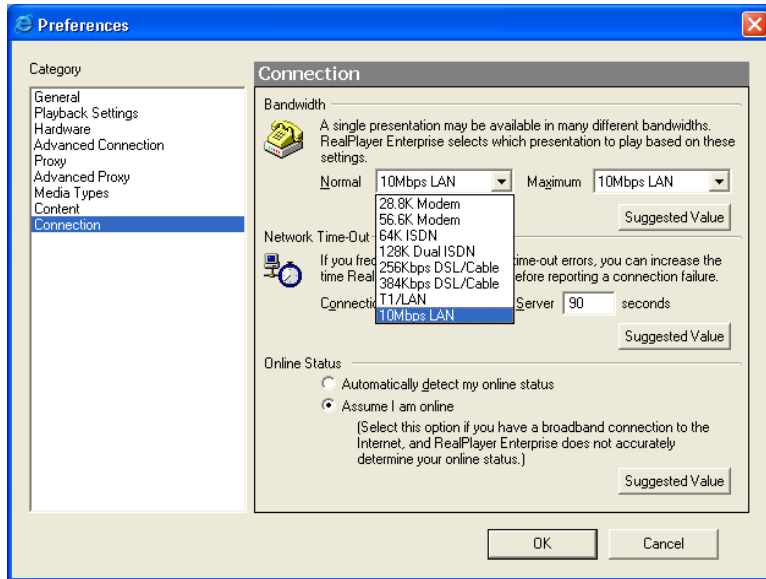 Preferences
Category
General
Playback Settings
Hardware
Advanced Connection
Proxy
Advanced Proxy
Media Types
Content
Connection
Connection
Bandwidth
A single presentation may be available in many different bandwidths.
RealPlayer Enterprise selects which presentation to play based on these
settings.
Normal 10Mbps LAN Maximum 10Mbps LAN
28.8K Modem
56.6K Modem
64K ISDN
128K Dual ISDN
256Kbps DSL/Cable
384Kbps DSL/Cable
T1/LAN
10Mbps LAN
Suggested Value
Network Time-Out
If you time-out errors, you can increase the
time before reporting a connection failure.
Server 90 seconds
Suggested Value
Online Status
Automatically detect my online status
Assume I am online
(Select this option if you have a broadband connection to the
Internet, and RealPlayer Enterprise does not accurately
determine your online status.)
Suggested Value
OK Cancel